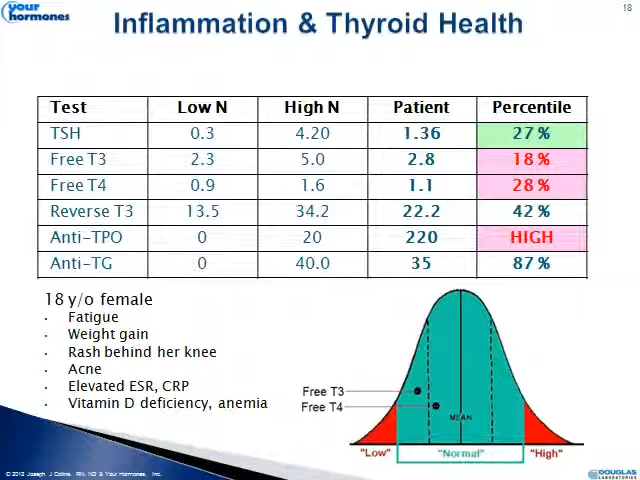 your hormones
18
Inflammation & Thyroid Health
Test Low N High N Patient Percentile
TSH 0.3 4.20 1.36 27%
Free T3 2.3 5.0 2.8 18%
Free T4 0.9 1.6 1.1 28%
Reverse T3 13.5 34.2 22.2 42%
Anti-TPO 0 20 220 HIGH
Anti-TG 0 40.0 35 87%
18 y/o female
• Fatigue
• Weight gain
• Rash behind her knee
• Acne
• Elevated ESR, CRP
• Vitamin D deficiency, anemia
Free T3
Free T4
MEAN
"Low" "Normal" "High"
© 2012 Joseph J Collins, RN, ND & Your Hormones, Inc.
DOUGLAS
LABORATORIES